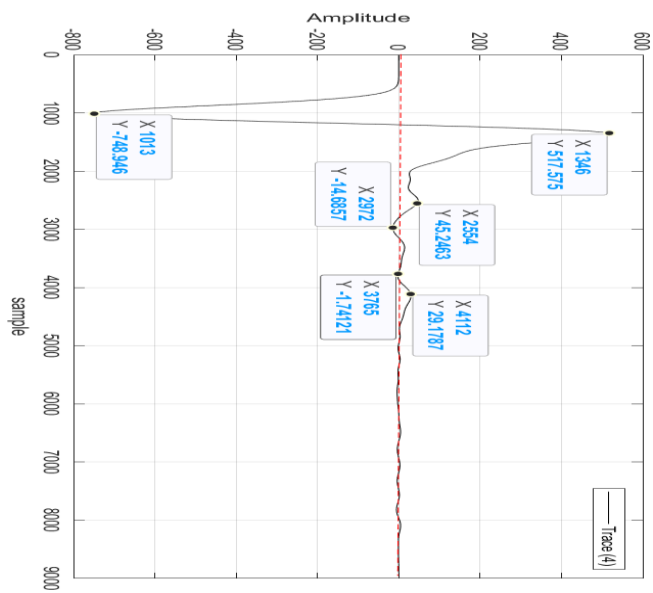 Amplitude
-800
-600
-400
-200
0
200
400
600
0
1000
2000
3000
4000
5000
6000
7000
8000
9000
sample
X 1013
Y -748.946
X 1346
Y 517.575
X 2972
Y -14.6857
X 2554
Y 45.2463
X 3765
Y -1.74121
X 4112
Y 29.1787
Trace (4)